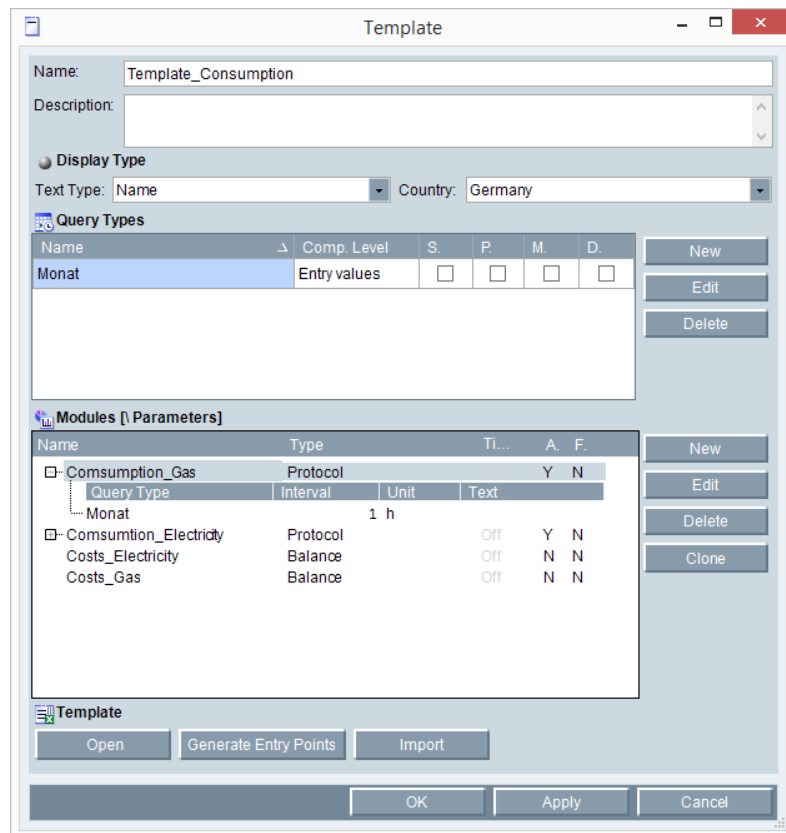 Template
Name: Template_Consumption
Description:
Display Type
Text Type: Name Country: Germany
Query Types
Name Comp. Level S. P. M. D.
Monat Entry values
New
Edit
Delete
Modules [\ Parameters]
Name Type Ti... A. F.
Comsumption_Gas Protocol Off Y N
Query Type Interval Unit Text
Monat 1 h
Comsumtion_Electricity Protocol Off Y N
Costs_Electricity Balance Off N N
Costs_Gas Balance Off N N
New
Edit
Delete
Clone
Template
Open Generate Entry Points Import
OK Apply Cancel